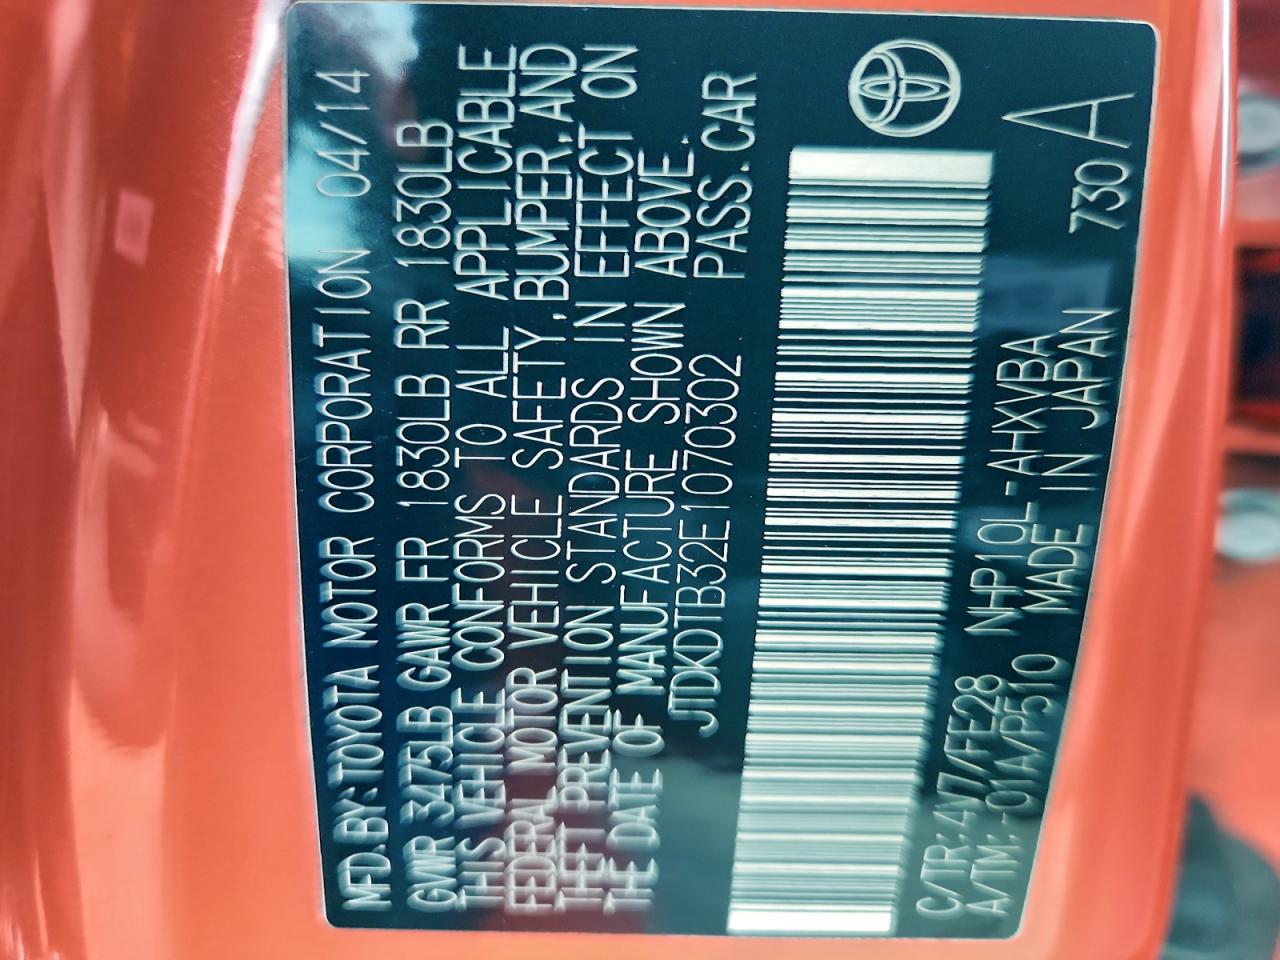 MFD.BY:TOYOTA MOTOR CORPORATION 04/14
GVWR 3475LB GAWR FR 1830LB RR 1830LB
THIS VEHICLE CONFORMS TO ALL APPLICABLE
FEDERAL MOTOR VEHICLE SAFETY,BUMPER,AND
THEFT PREVENTION STANDARDS IN EFFECT ON
THE DATE OF MANUFACTURE SHOWN ABOVE.
JTDKDTB32E1070302 PASS.CAR
C/TR:4V7/FE28 NHP10L-AHXVBA 730A
A/TM:-01A/P510 MADE IN JAPAN